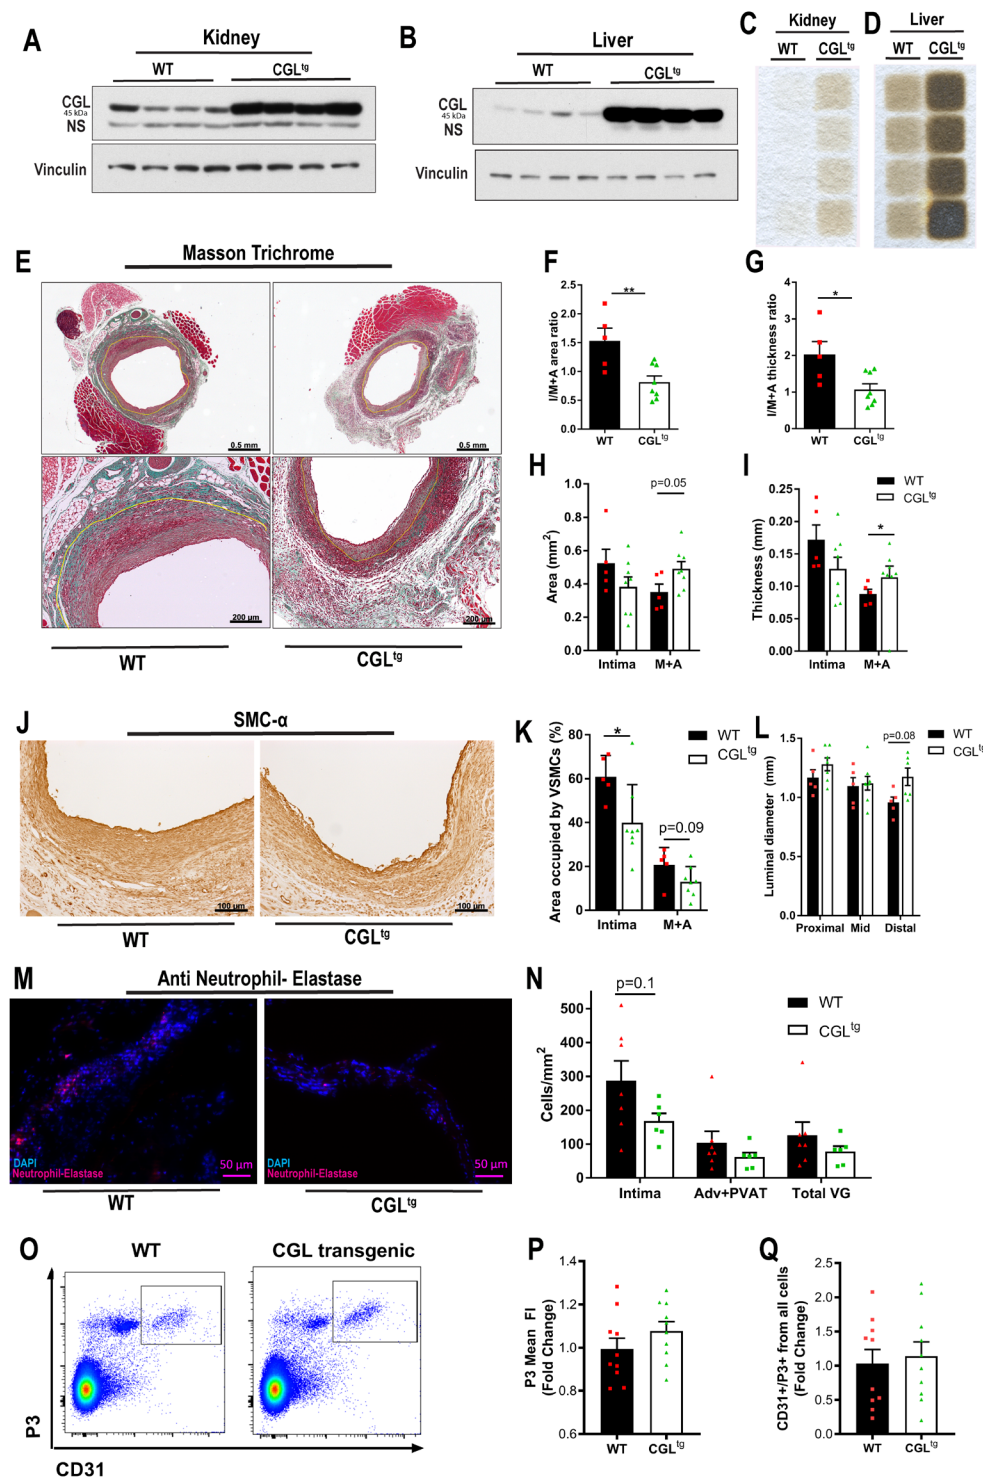 A
Kidney
WT
CGLtg
CGL
45 kDa
NS
Vinculin
B
Liver
WT
CGLtg
CGL
45 kDa
NS
Vinculin
C
Kidney
WT
CGLtg
D
Liver
WT
CGLtg
E
Masson Trichrome
0.5 mm
0.5 mm
200 µm
200 µm
WT
CGLtg
F
I/M+A area ratio
2.0
1.5
1.0
0.5
0.0
**
WT
CGLtg
G
I/M+A thickness ratio
4
3
2
1
0
*
WT
CGLtg
H
Area (mm2)
1.0
0.8
0.6
0.4
0.2
0.0
p=0.05
Intima
M+A
I
WT
CGLtg
Thickness (mm)
0.25
0.20
0.15
0.10
0.05
0.00
*
Intima
M+A
J
SMC-α
100 µm
100 µm
WT
CGLtg
K
Area occupied by VSMCs (%)
80
60
40
20
0
*
p=0.09
WT
CGLtg
Intima
M+A
L
Luminal diameter (mm)
1.5
1.0
0.5
0.0
p=0.08
WT
CGLtg
Proximal
Mid
Distal
M
Anti Neutrophil- Elastase
DAPI
Neutrophil-Elastase
50 µm
DAPI
Neutrophil-Elastase
50 µm
WT
CGLtg
N
Cells/mm2
500
400
300
200
100
0
p=0.1
WT
CGLtg
Intima
Adv+PVAT
Total VG
O
WT
CGL transgenic
P3
CD31
P
P3 Mean FI
(Fold Change)
1.4
1.2
1.0
0.8
0.6
WT
CGLtg
Q
CD31+/P3+ from all cells
(Fold Change)
2.5
2.0
1.5
1.0
0.5
0.0
WT
CGLtg